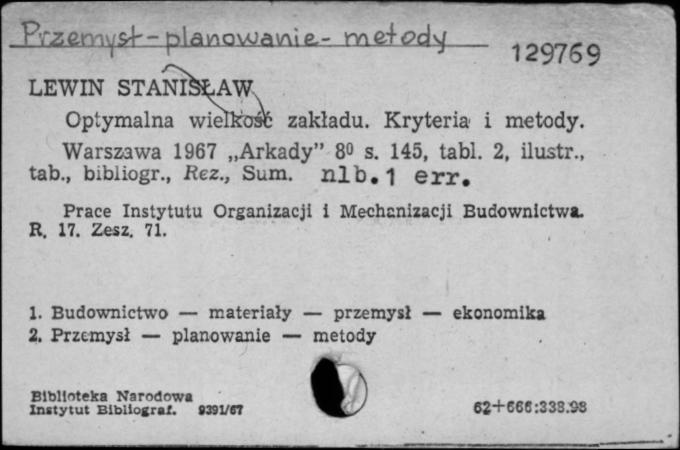 Przemysł-planowanie- metody
129769
LEWIN STANISŁAW
Optymalna wielkość zakładu. Kryteria i metody.
Warszawa 1967 „Arkady” 8⁰ s. 145, tabl. 2, ilustr.,
tab., bibliogr., Rez., Sum. nlb.1 err.
Prace Instytutu Organizacji i Mechanizacji Budownictwa.
R. 17. Zesz. 71.
1. Budownictwo — materiały — przemysł — ekonomika
2. Przemysł — planowanie — metody
Biblioteka Narodowa
Instytut Bibliograf. 9391/67
62+666:338.98